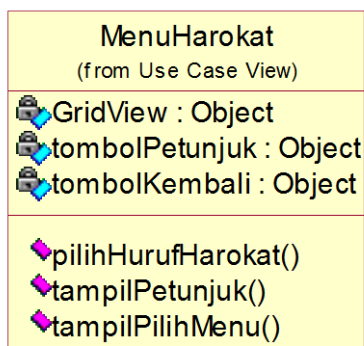 MenuHarokat
(from Use Case View)
GridView : Object
tombolPetunjuk : Object
tombolKembali : Object
pilihHurufHarokat()
tampilPetunjuk()
tampilPilihMenu()